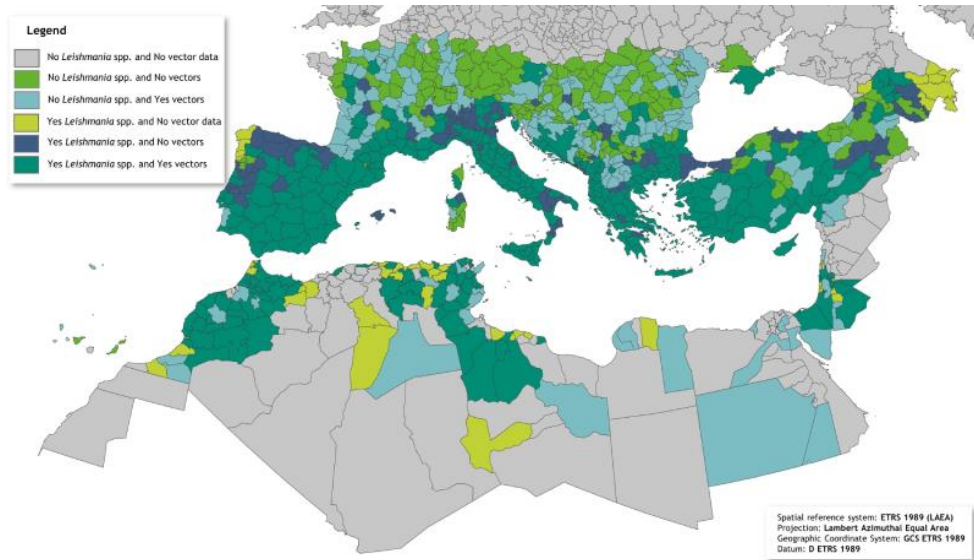 Legend
No Leishmania spp. and No vector data
No Leishmania spp. and No vectors
No Leishmania spp. and Yes vectors
Yes Leishmania spp. and No vector data
Yes Leishmania spp. and No vectors
Yes Leishmania spp. and Yes vectors
Spatial reference system: ETRS 1989 (LAEA)
Projection: Lambert Azimuthal Equal Area
Geographic Coordinate System: GCS ETRS 1989
Datum: D ETRS 1989